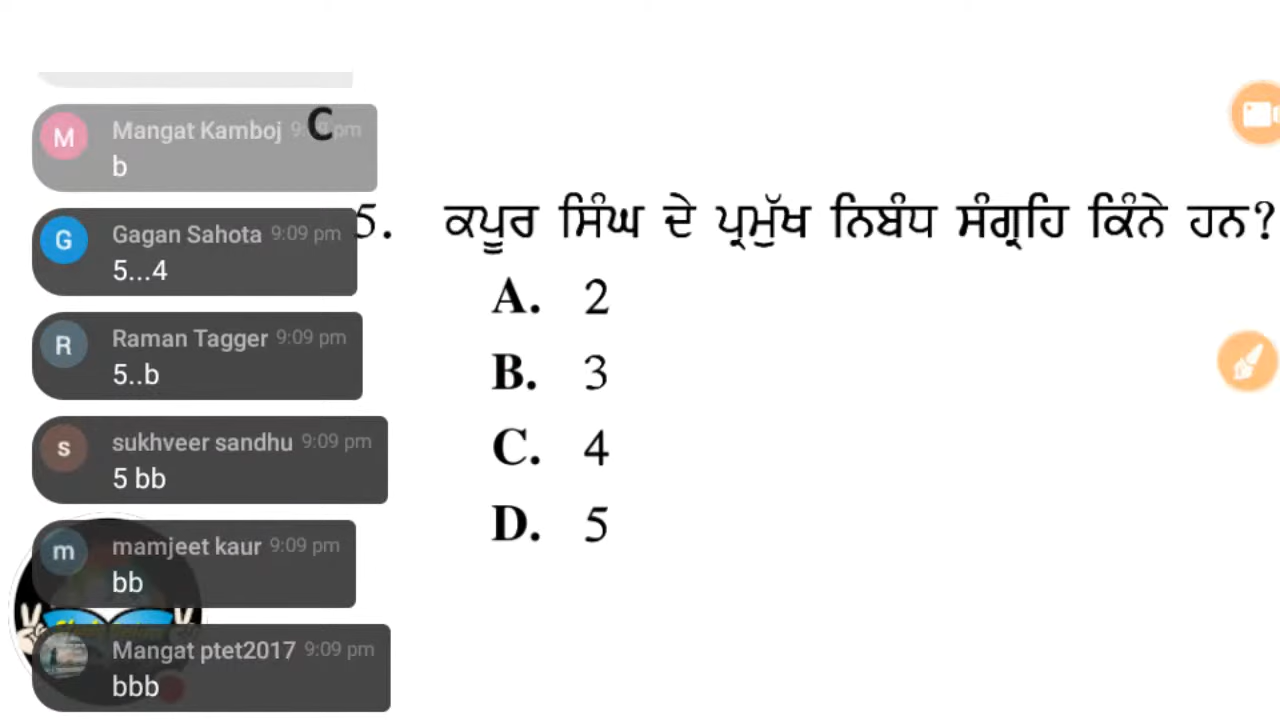 C
Mangat Kamboj pm
b
Gagan Sahota 9:09 pm
5...4
Raman Tagger 9:09 pm
5..b
sukhveer sandhu 9:09 pm
5 bb
mamjeet kaur 9:09 pm
bb
Mangat ptet2017 9:09 pm
bbb
5. ਕਪੂਰ ਸਿੰਘ ਦੇ ਪ੍ਰਮੁੱਖ ਨਿਬੰਧ ਸੰਗ੍ਰਹਿ ਕਿੰਨੇ ਹਨ?
A. 2
B. 3
C. 4
D. 5